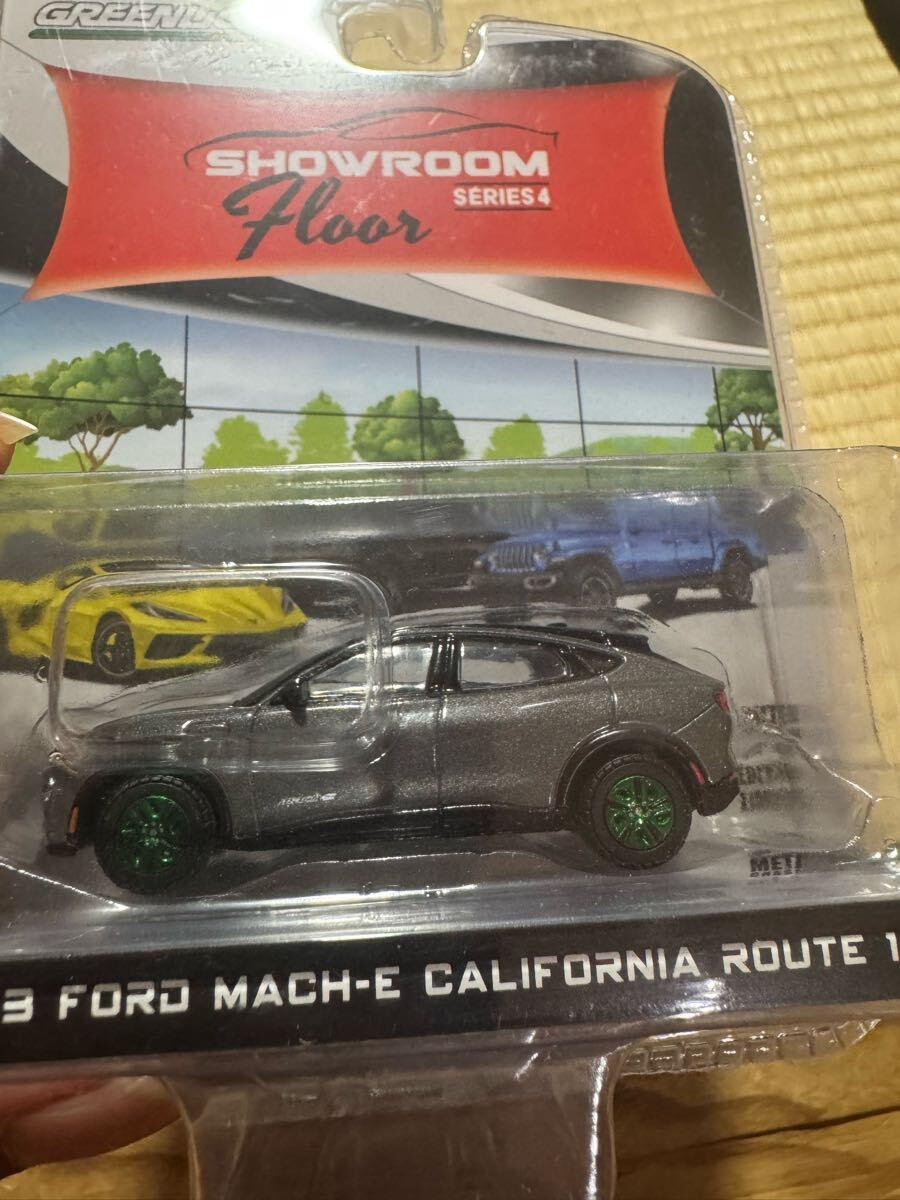 SHOWROOM
Floor
SERIES 4
3 FORD MACH-E CALIFORNIA ROUTE 1